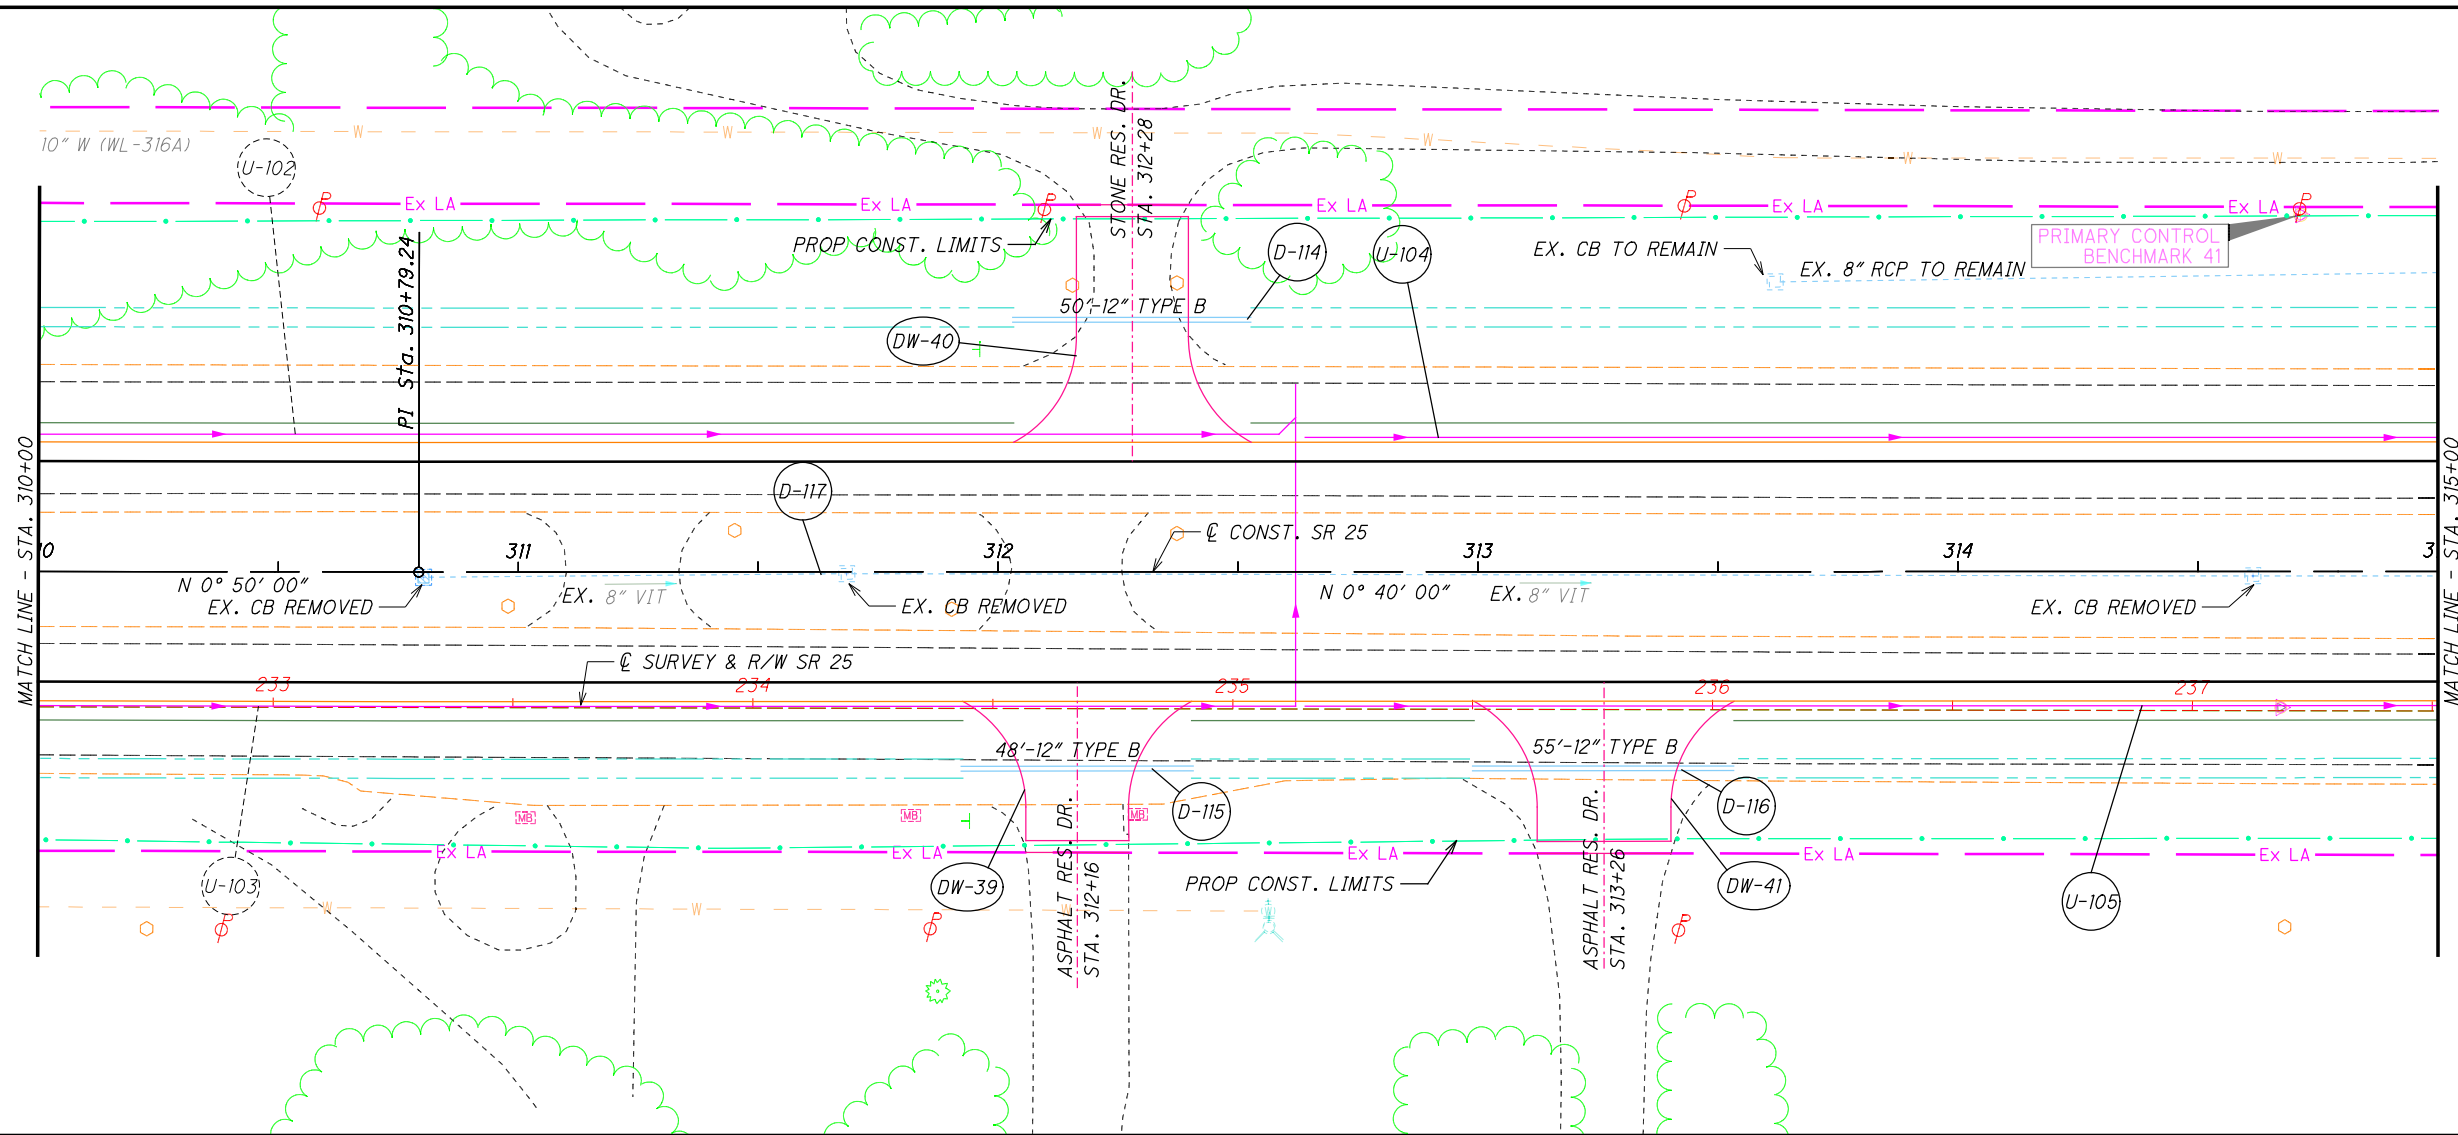 STONE RES. DR.
STA. 312+28
W
W
W
W
W
W
10" W (WL-316A)
U-102
P
P
P
P
Ex LA
Ex LA
Ex LA
Ex LA
Ex LA
PROP CONST. LIMITS
D-114
U-104
EX. CB TO REMAIN
EX. 8" RCP TO REMAIN
PRIMARY CONTROL
BENCHMARK 41
PI Sta. 310+79.24
50'-12" TYPE B
DW-40
MATCH LINE - STA. 310+00
MATCH LINE - STA. 315+00
D-117
℄ CONST. SR 25
10
311
312
313
314
3
N 0° 50' 00"
EX. CB REMOVED
EX. 8" VIT
EX. CB REMOVED
N 0° 40' 00"
EX. 8" VIT
EX. CB REMOVED
℄ SURVEY & R/W SR 25
233
234
235
236
237
48'-12" TYPE B
55'-12" TYPE B
MB
MB
MB
D-115
D-116
Ex LA
Ex LA
Ex LA
Ex LA
Ex LA
U-103
DW-39
PROP CONST. LIMITS
DW-41
U-105
W
W
W
P
P
P
ASPHALT RES. DR.
STA. 312+16
ASPHALT RES. DR.
STA. 313+26